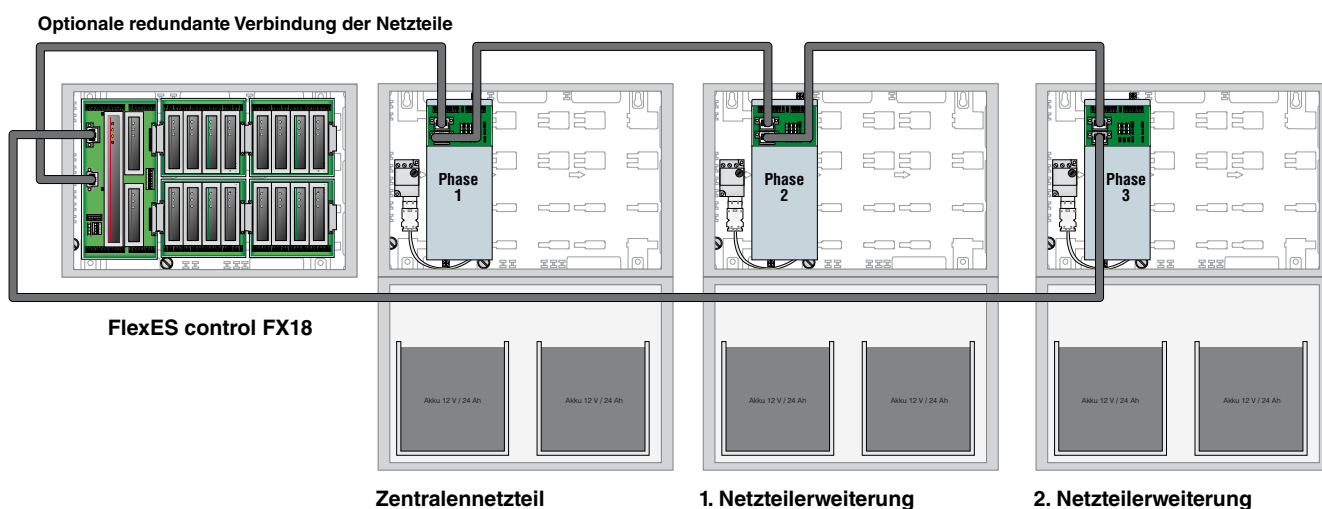 Optionale redundante Verbindung der Netzteile
Phase
1
Phase
2
Phase
3
FlexES control FX18
Akku 12 V / 24 Ah
Akku 12 V / 24 Ah
Akku 12 V / 24 Ah
Akku 12 V / 24 Ah
Akku 12 V / 24 Ah
Akku 12 V / 24 Ah
Zentralennetzteil
1. Netzteilerweiterung
2. Netzteilerweiterung